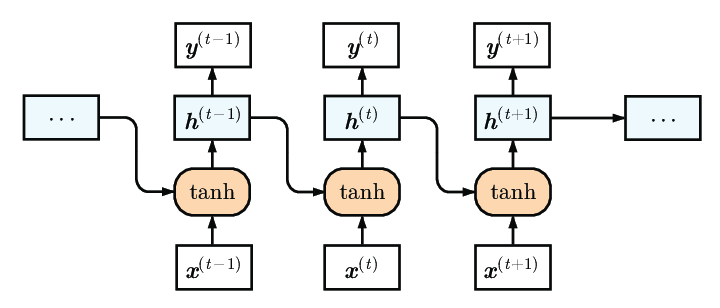 y^(t−1) y^(t) y^(t+1)
... h^(t−1) h^(t) h^(t+1) ...
tanh tanh tanh
x^(t−1) x^(t) x^(t+1)